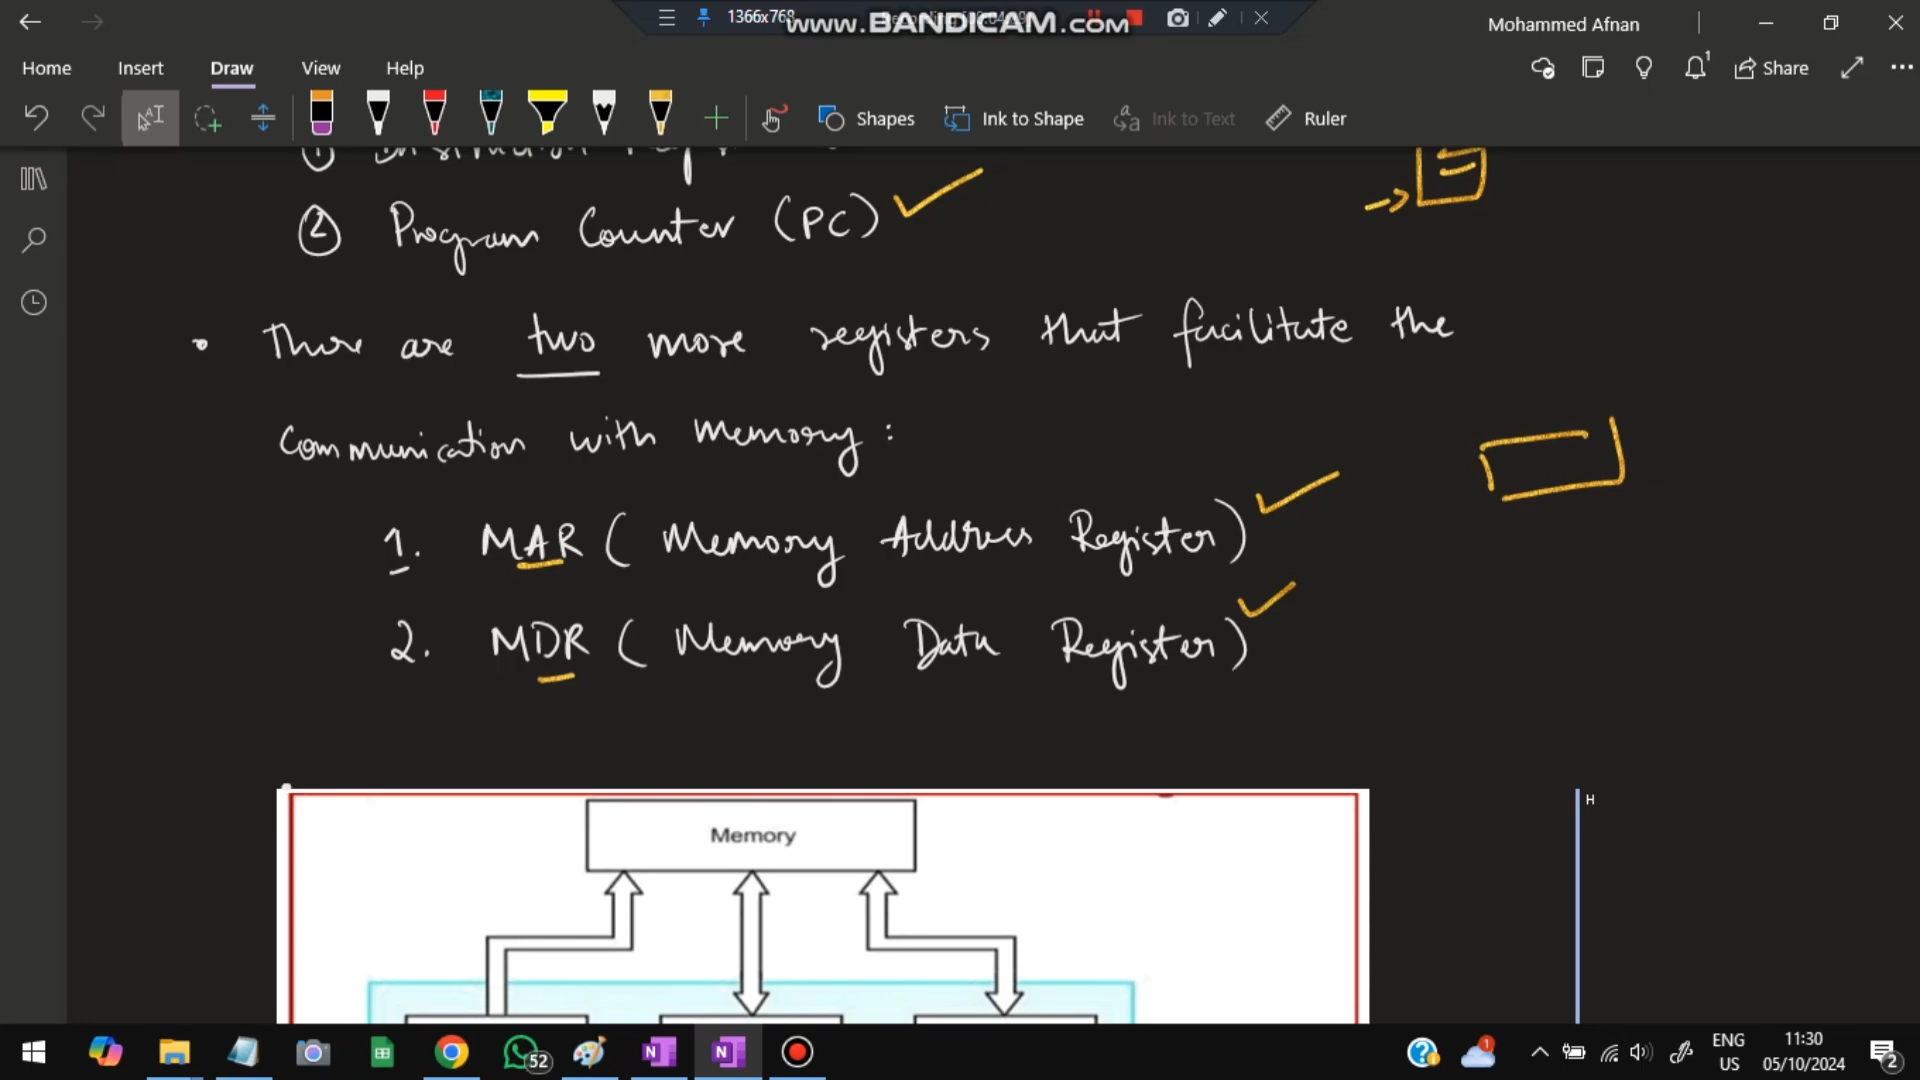 1366x768
www.BANDICAM.com
Mohammed Afnan
Home Insert Draw View Help
1
Share
Shapes
Ink to Shape
Ink to Text
Ruler
② Program Counter (PC)
• There are two more registers that facilitate the
Communication with memory:
1. MAR ( Memory Address Register)
2. MDR ( Memory Data Register)
H
Memory
52
1
ENG
US
11:30
05/10/2024
2